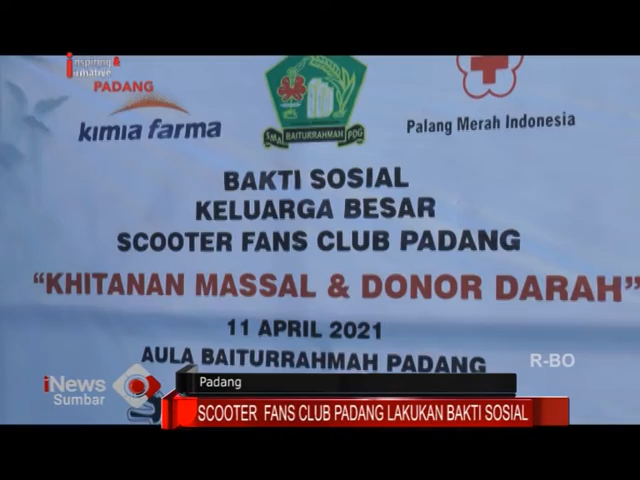 Inspiring &
Informative
PADANG
kimia farma
SMAK BAITURRAHMAH PDG
Palang Merah Indonesia
BAKTI SOSIAL
KELUARGA BESAR
SCOOTER FANS CLUB PADANG
“KHITANAN MASSAL & DONOR DARAH”
11 APRIL 2021
AULA BAITURRAHMAH PADANG
R-BO
iNews
Sumbar
Padang
SCOOTER FANS CLUB PADANG LAKUKAN BAKTI SOSIAL